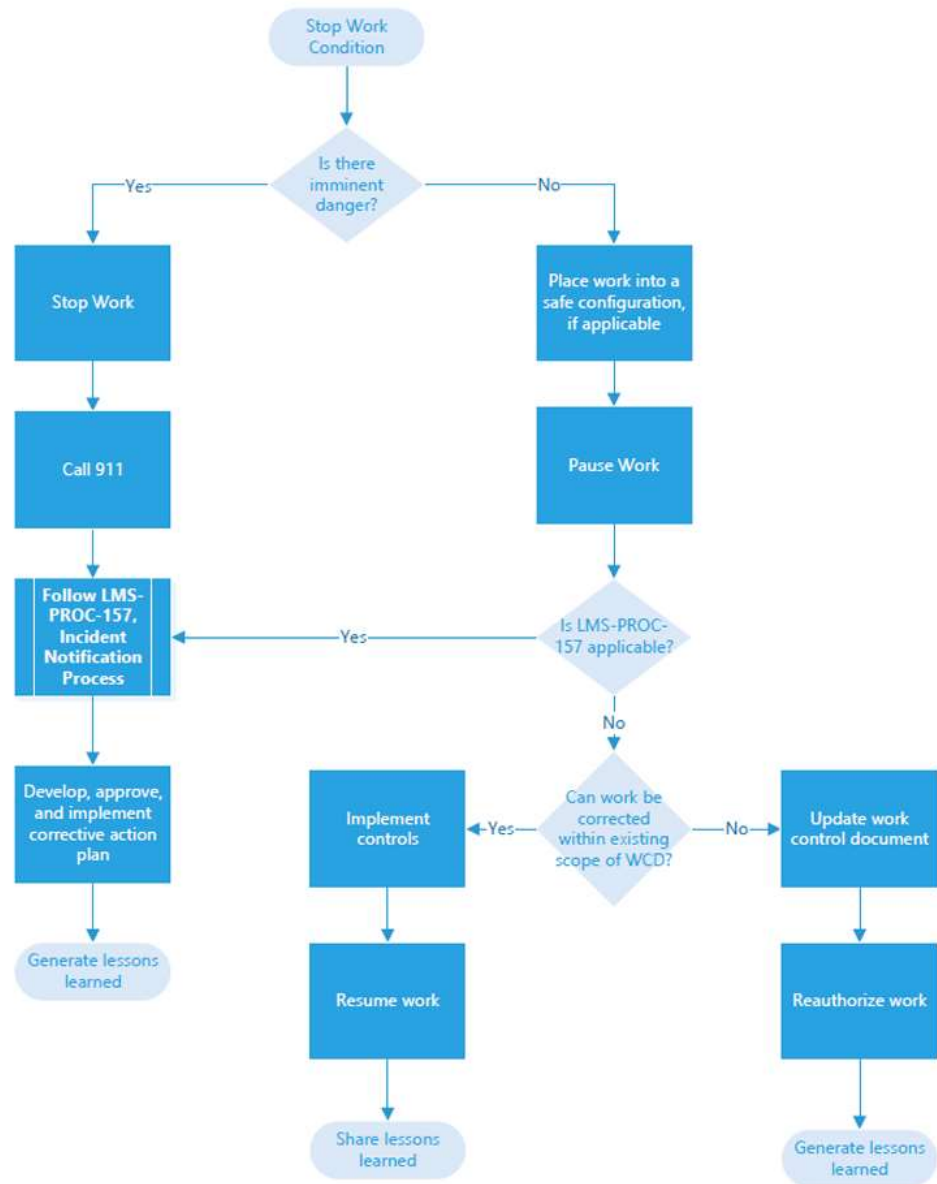 Stop Work
Condition
Is there
imminent
danger?
Yes
No
Stop Work
Place work into a
safe configuration,
if applicable
Call 911
Pause Work
Follow LMS-
PROC-157,
Incident
Notification
Process
Yes
Is LMS-PROC-
157 applicable?
No
Develop, approve,
and implement
corrective action
plan
Implement
controls
Yes
Can work be
corrected
within existing
scope of WCD?
No
Update work
control document
Generate lessons
learned
Resume work
Reauthorize work
Share lessons
learned
Generate lessons
learned